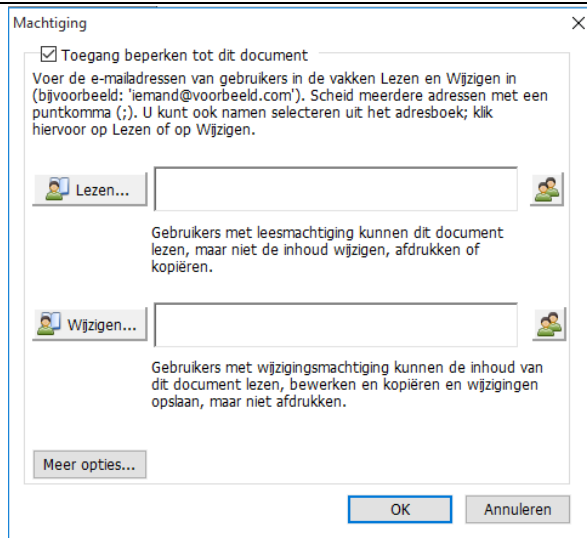 Machtiging
Toegang beperken tot dit document
Voer de e-mailadressen van gebruikers in de vakken Lezen en Wijzigen in
(bijvoorbeeld: 'iemand@voorbeeld.com'). Scheid meerdere adressen met een
puntkomma (;). U kunt ook namen selecteren uit het adresboek; klik
hiervoor op Lezen of op Wijzigen.
Lezen...
Gebruikers met leesmachtiging kunnen dit document
lezen, maar niet de inhoud wijzigen, afdrukken of
kopiëren.
Wijzigen...
Gebruikers met wijzigingsmachtiging kunnen de inhoud van
dit document lezen, bewerken en kopiëren en wijzigingen
opslaan, maar niet afdrukken.
Meer opties...
OK
Annuleren